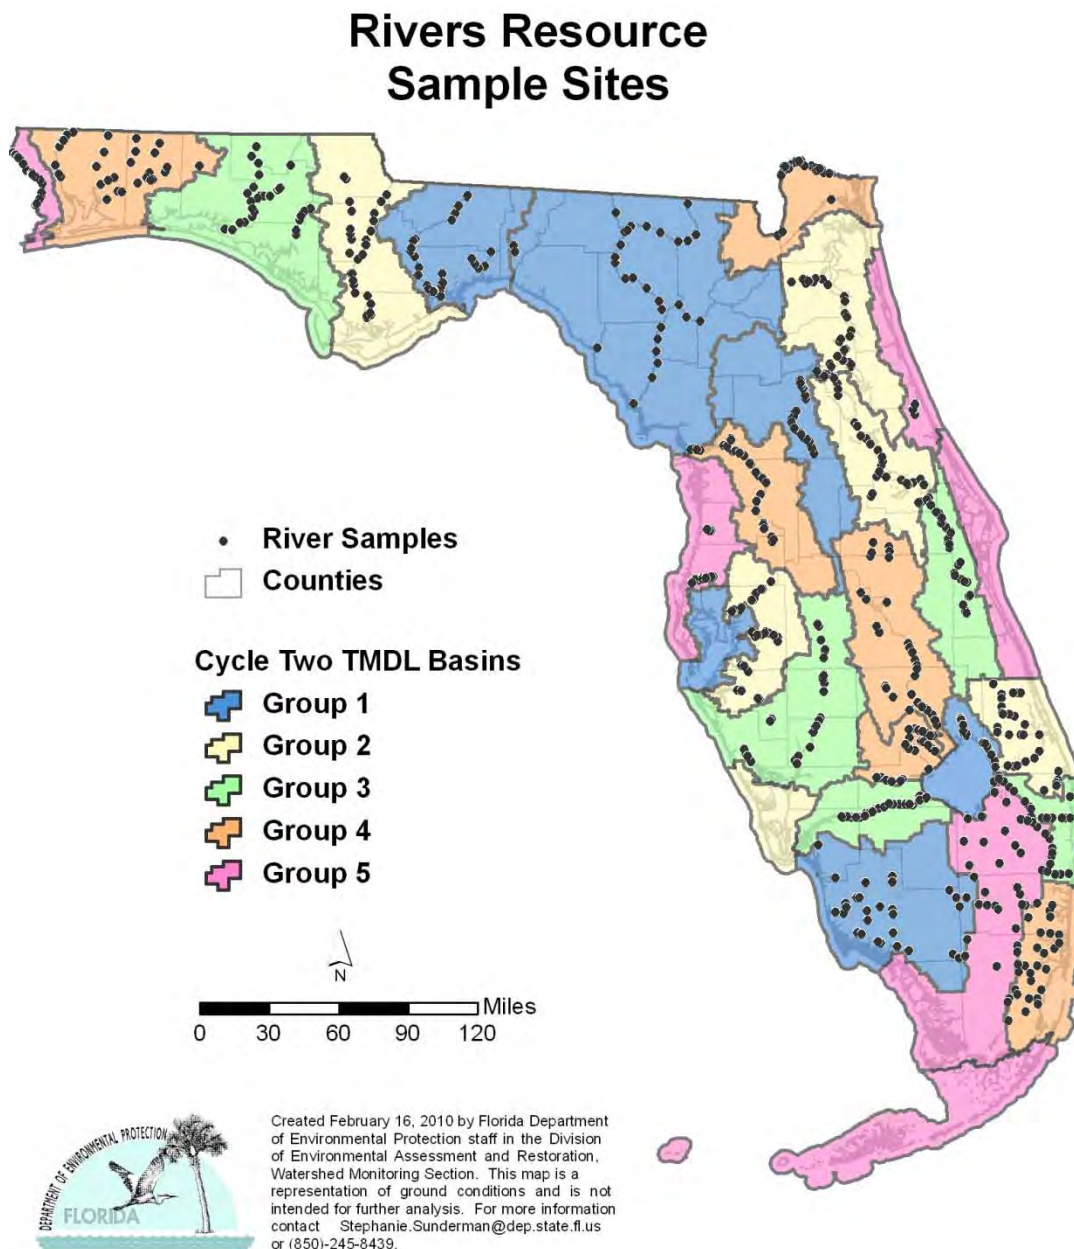 Rivers Resource
Sample Sites
River Samples
Counties
Cycle Two TMDL Basins
Group 1
Group 2
Group 3
Group 4
Group 5
N
Miles
0 30 60 90 120
DEPARTMENT OF ENVIRONMENTAL PROTECTION
FLORIDA
Created February 16, 2010 by Florida Department
of Environmental Protection staff in the Division
of Environmental Assessment and Restoration,
Watershed Monitoring Section. This map is a
representation of ground conditions and is not
intended for further analysis. For more information
contact Stephanie.Sunderman@dep.state.fl.us
or (850)-245-8439.